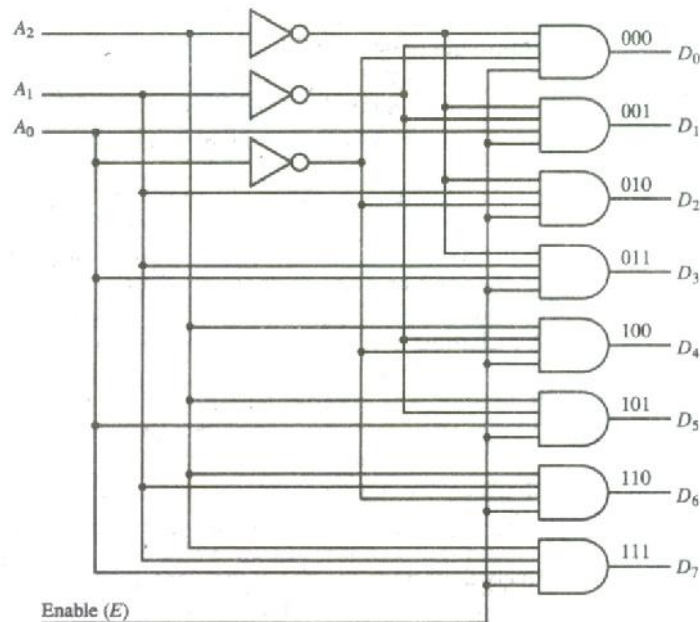 A2
000
D0
A1
001
D1
A0
010
D2
011
D3
100
D4
101
D5
110
D6
111
D7
Enable (E)